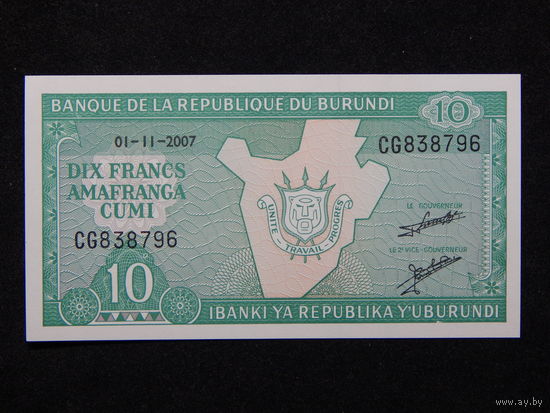 BANQUE DE LA REPUBLIQUE DU BURUNDI
10
01-11-2007
CG838796
DIX FRANCS
AMAFRANGA
CUMI
UNITE - TRAVAIL - PROGRES
LE GOUVERNEUR
CG838796
LE 2e VICE-GOUVERNEUR
10
IBANKI YA REPUBLIKA Y'UBURUNDI
www.ay.by